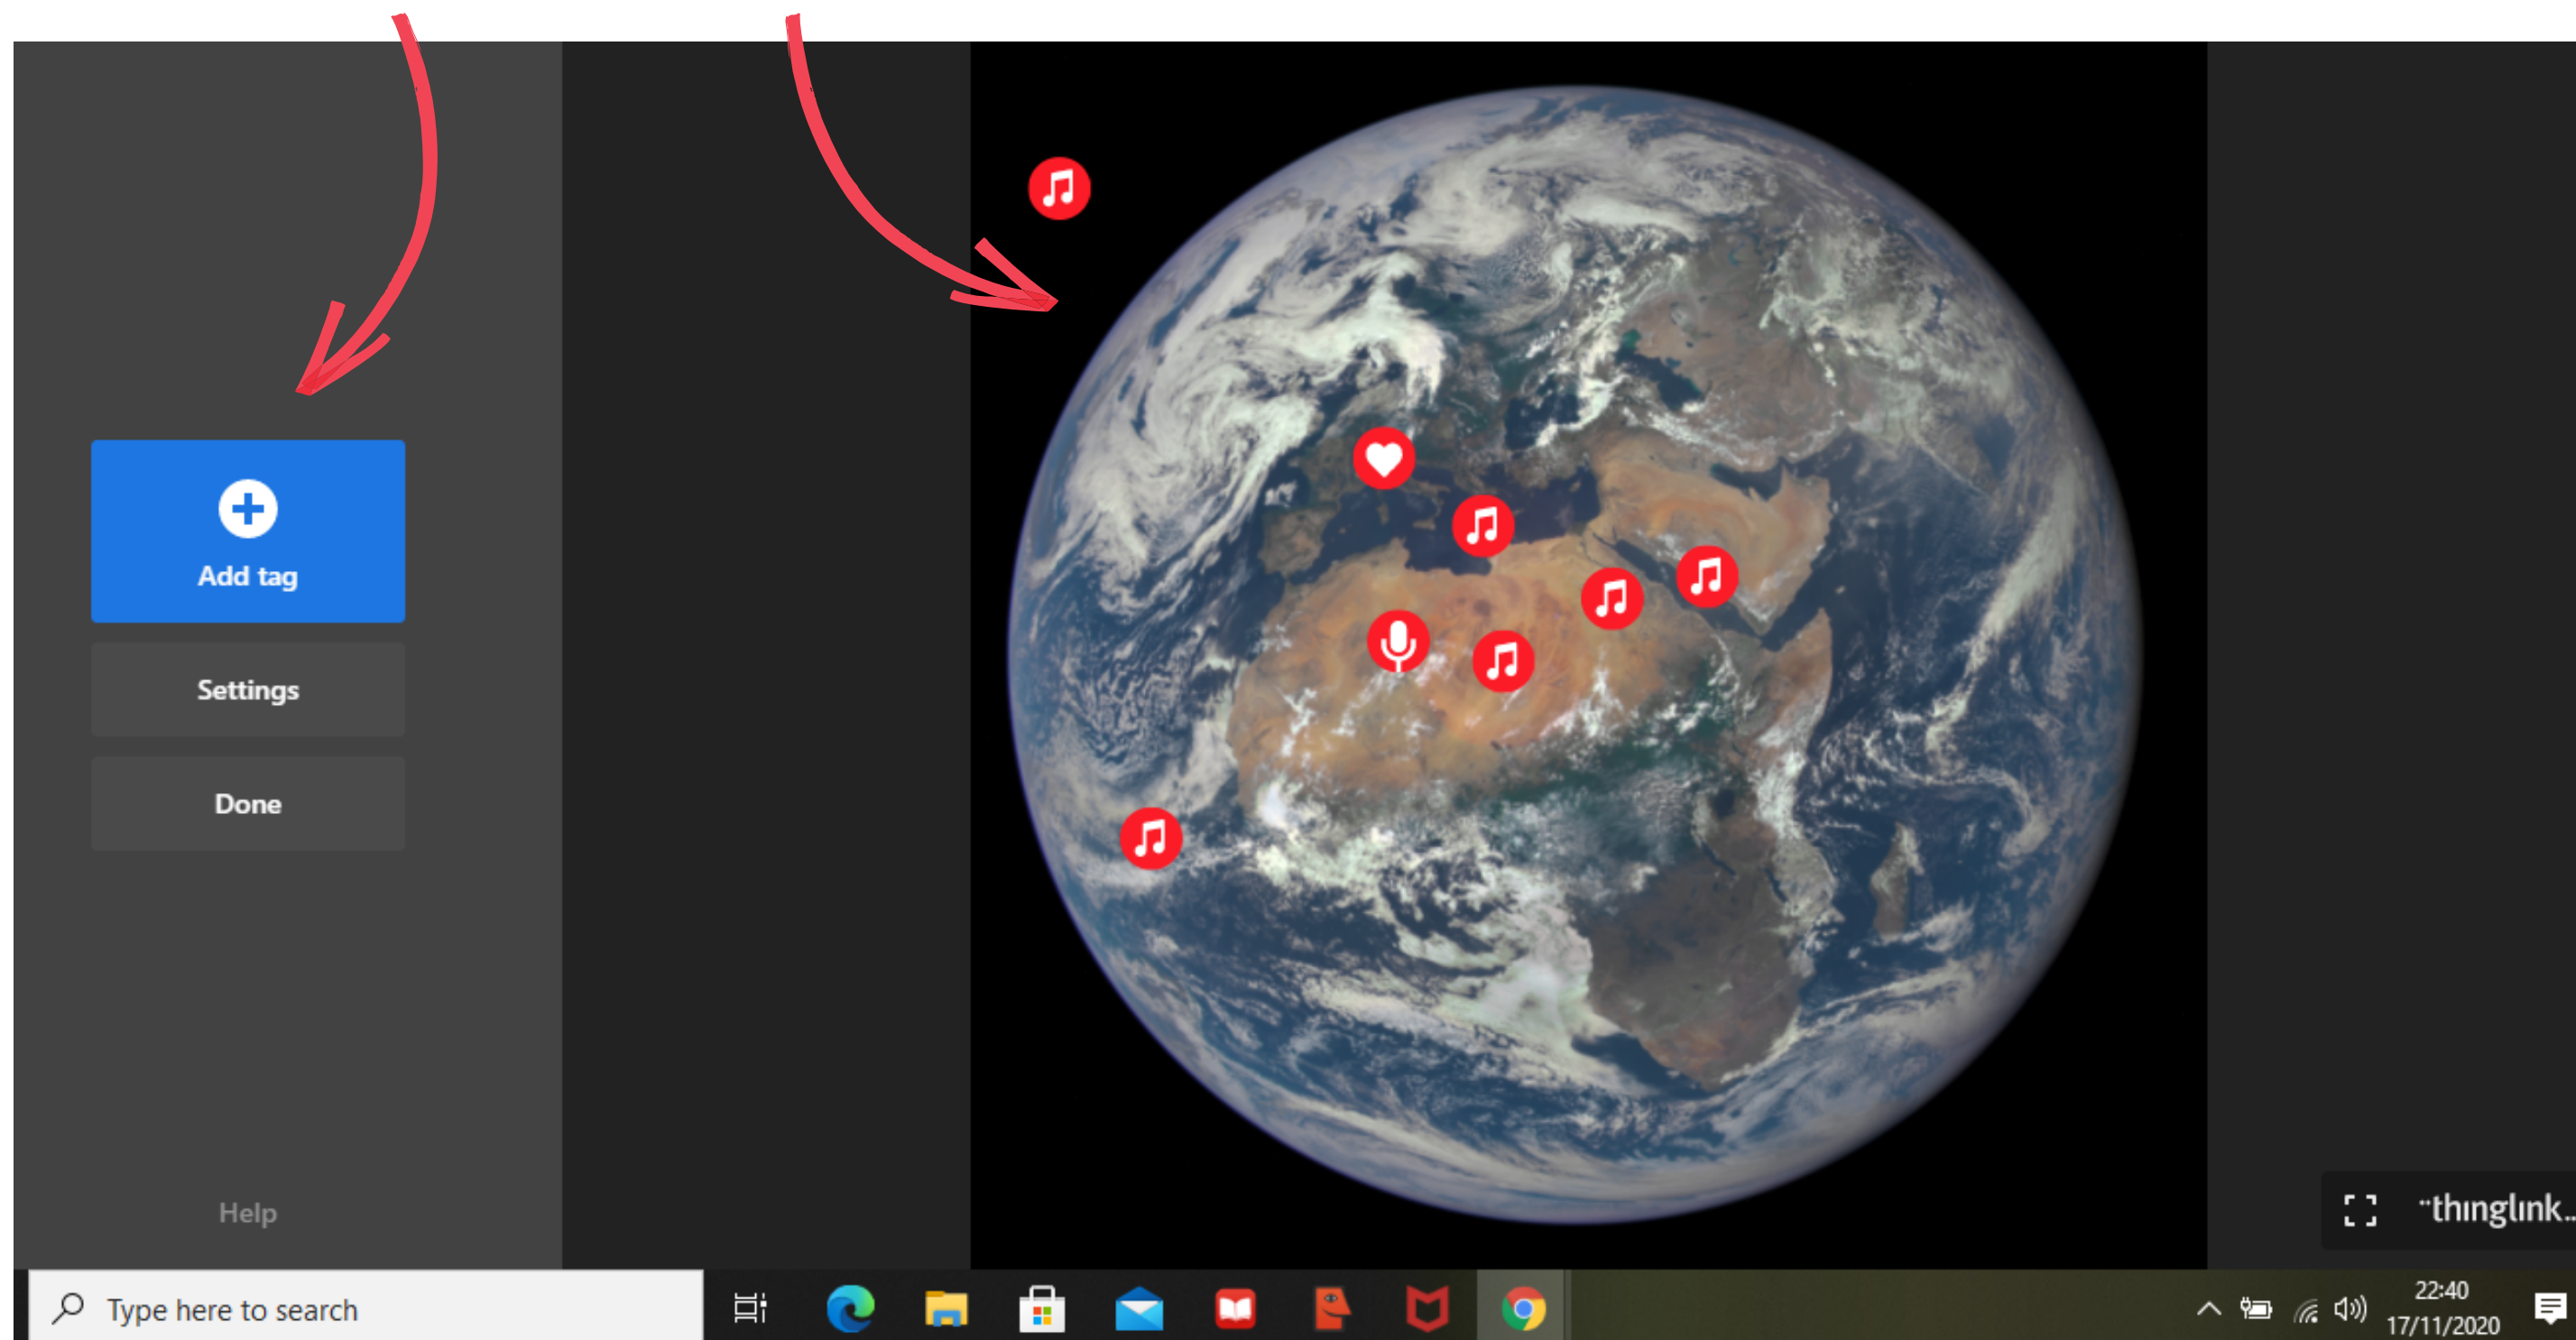 Add tag
Settings
Done
Help
thinglink..
Type here to search
22:40
17/11/2020